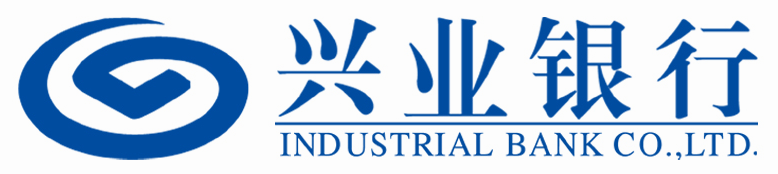 兴业银行
INDUSTRIAL BANK CO.,LTD.